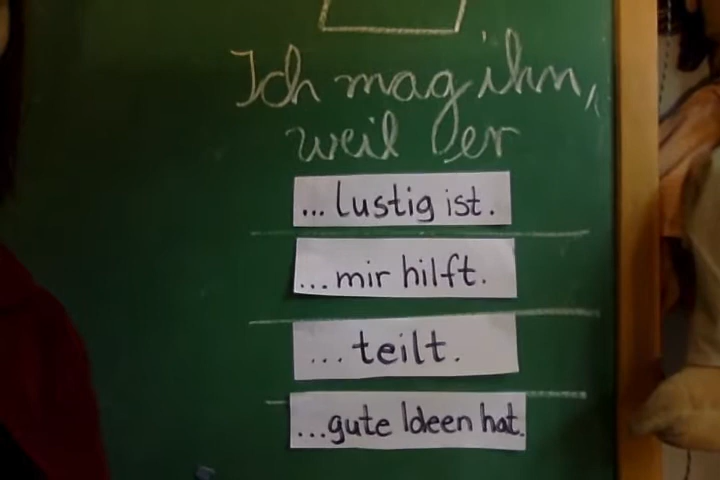 Ich mag ihn,
weil er
... lustig ist.
... mir hilft.
... teilt.
...gute Ideen hat.